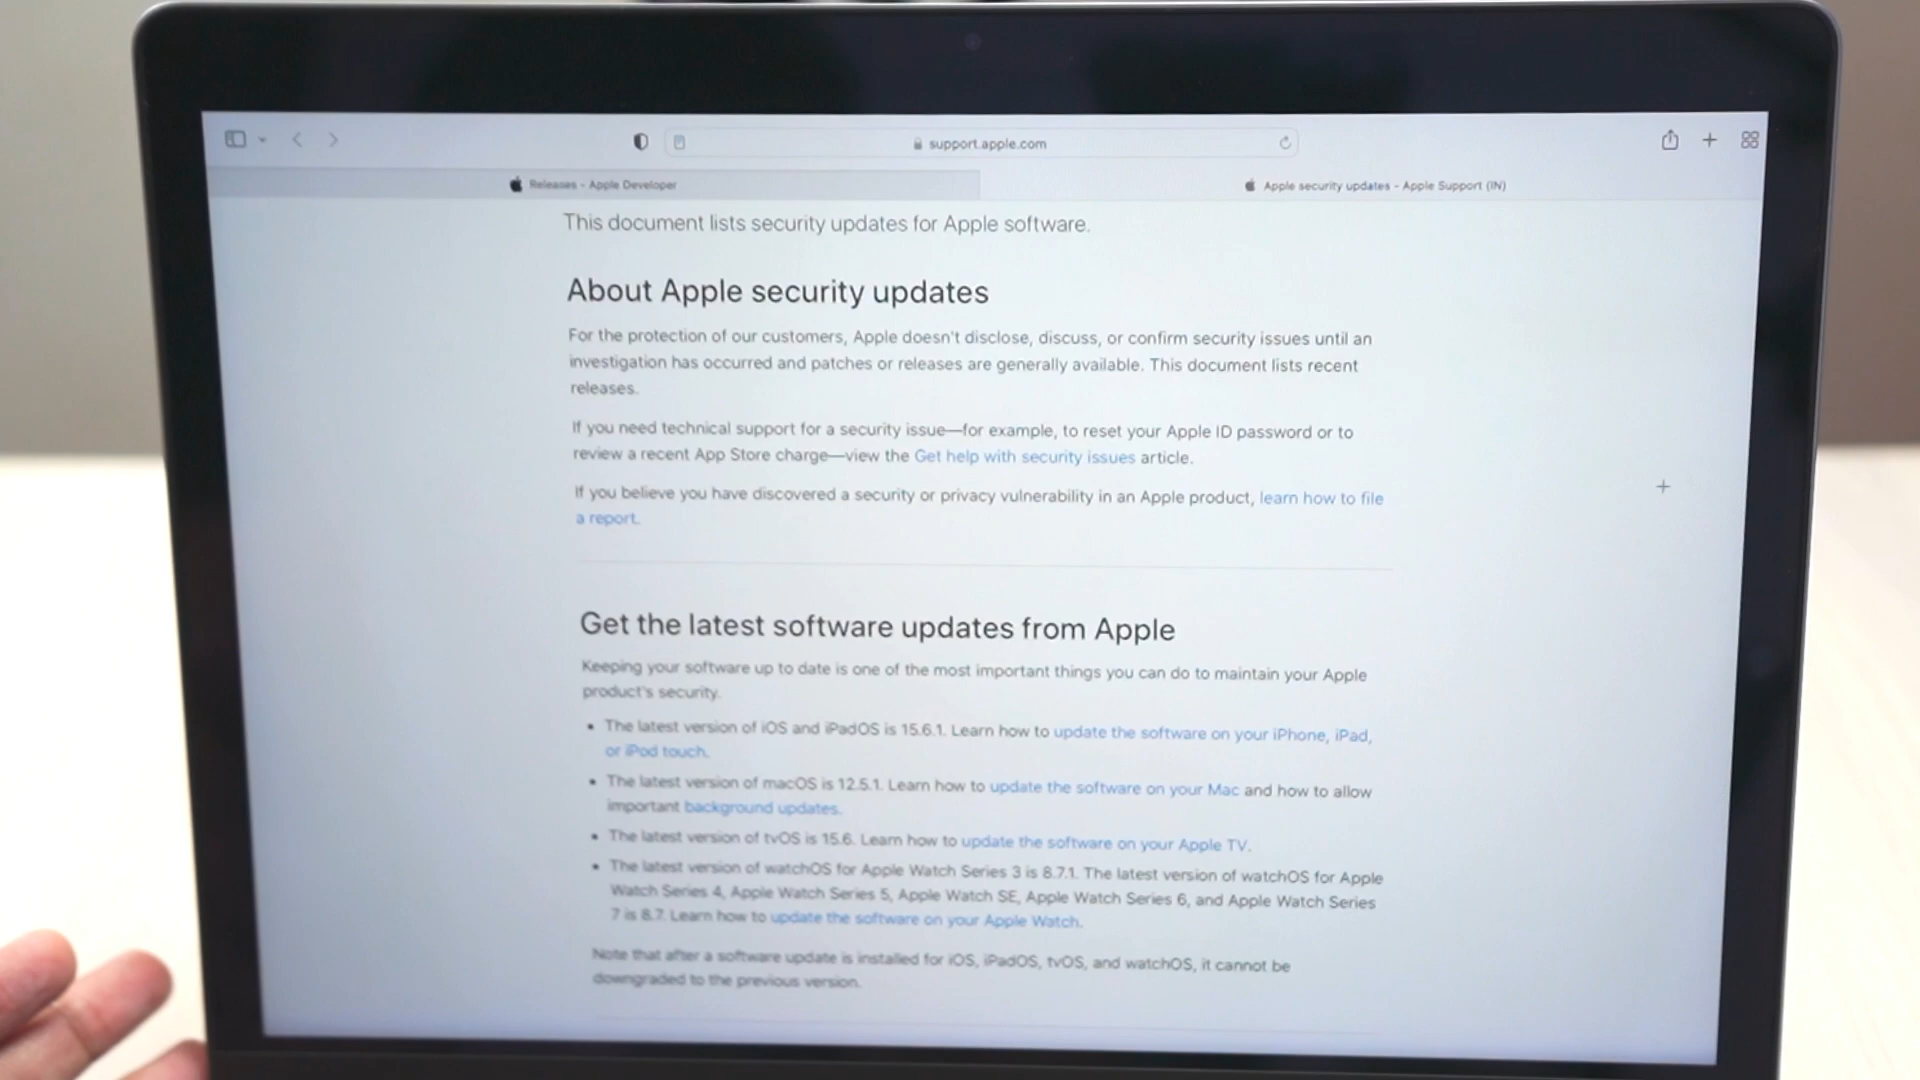 support.apple.com
Releases - Apple Developer
Apple security updates - Apple Support (IN)
This document lists security updates for Apple software.
About Apple security updates
For the protection of our customers, Apple doesn't disclose, discuss, or confirm security issues until an
investigation has occurred and patches or releases are generally available. This document lists recent
releases.
If you need technical support for a security issue—for example, to reset your Apple ID password or to
review a recent App Store charge—view the Get help with security issues article.
If you believe you have discovered a security or privacy vulnerability in an Apple product, learn how to file
a report.
Get the latest software updates from Apple
Keeping your software up to date is one of the most important things you can do to maintain your Apple
product's security.
• The latest version of iOS and iPadOS is 15.6.1. Learn how to update the software on your iPhone, iPad,
or iPod touch.
• The latest version of macOS is 12.5.1. Learn how to update the software on your Mac and how to allow
important background updates.
• The latest version of tvOS is 15.6. Learn how to update the software on your Apple TV.
• The latest version of watchOS for Apple Watch Series 3 is 8.7.1. The latest version of watchOS for Apple
Watch Series 4, Apple Watch Series 5, Apple Watch SE, Apple Watch Series 6, and Apple Watch Series
7 is 8.7. Learn how to update the software on your Apple Watch.
Note that after a software update is installed for iOS, iPadOS, tvOS, and watchOS, it cannot be
downgraded to the previous version.